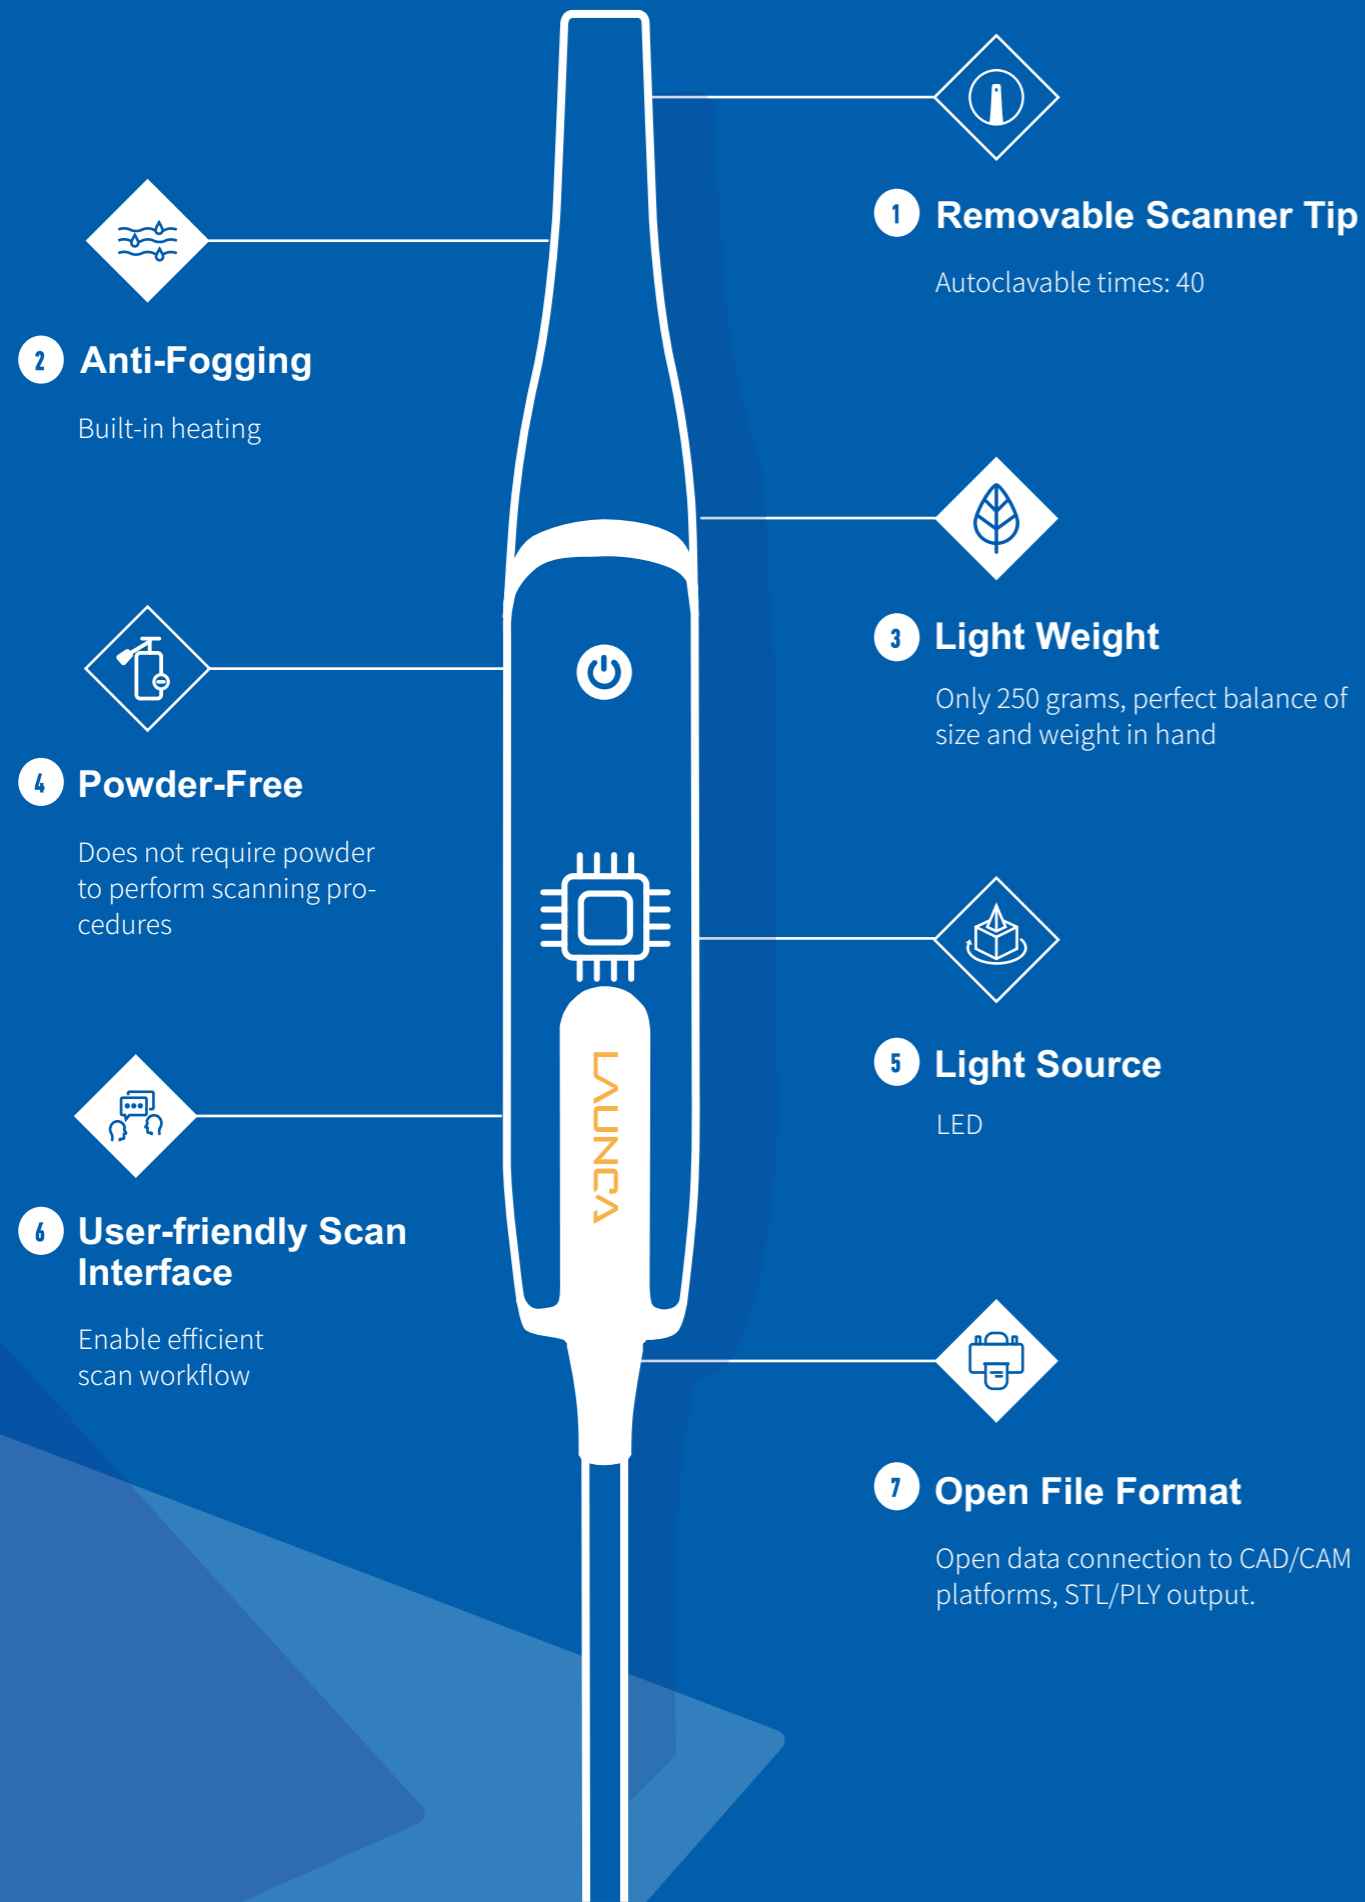 1 Removable Scanner Tip
Autoclavable times: 40
2 Anti-Fogging
Built-in heating
3 Light Weight
Only 250 grams, perfect balance of
size and weight in hand
4 Powder-Free
Does not require powder
to perform scanning pro-
cedures
5 Light Source
LED
LAUNCA
6 User-friendly Scan
Interface
Enable efficient
scan workflow
7 Open File Format
Open data connection to CAD/CAM
platforms, STL/PLY output.